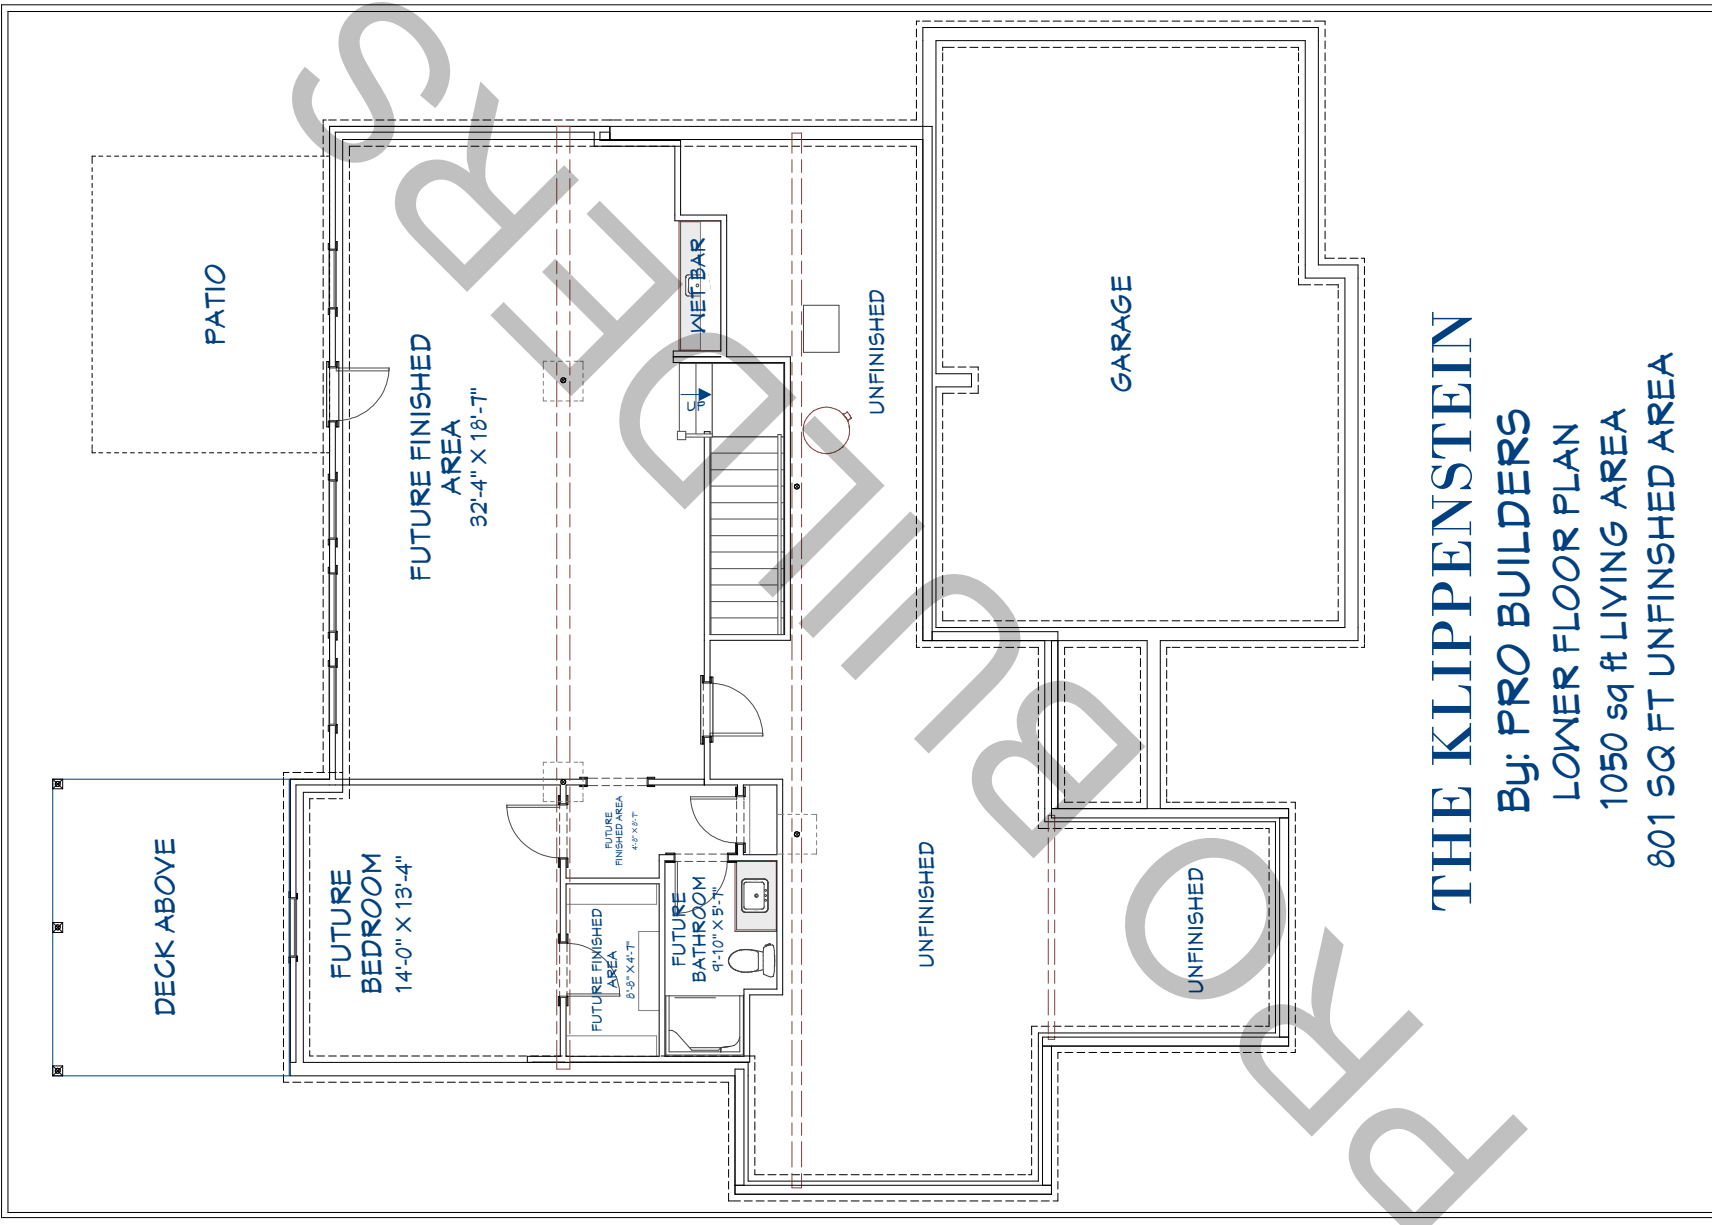 PATIO
DECK ABOVE
FUTURE FINISHED
AREA
32'-4" X 18'-7"
FUTURE
BEDROOM
14'-0" X 13'-4"
WET BAR
UP
FUTURE
FINISHED AREA
4'-8" X 8'-7"
FUTURE FINISHED
AREA
8'-8" X 4'-7"
FUTURE
BATHROOM
9'-10" X 5'-7"
UNFINISHED
UNFINISHED
UNFINISHED
GARAGE
PRO BUILDERS
THE KLIPPENSTEIN
By: PRO BUILDERS
LOWER FLOOR PLAN
1050 sq ft LIVING AREA
801 SQ FT UNFINSHED AREA